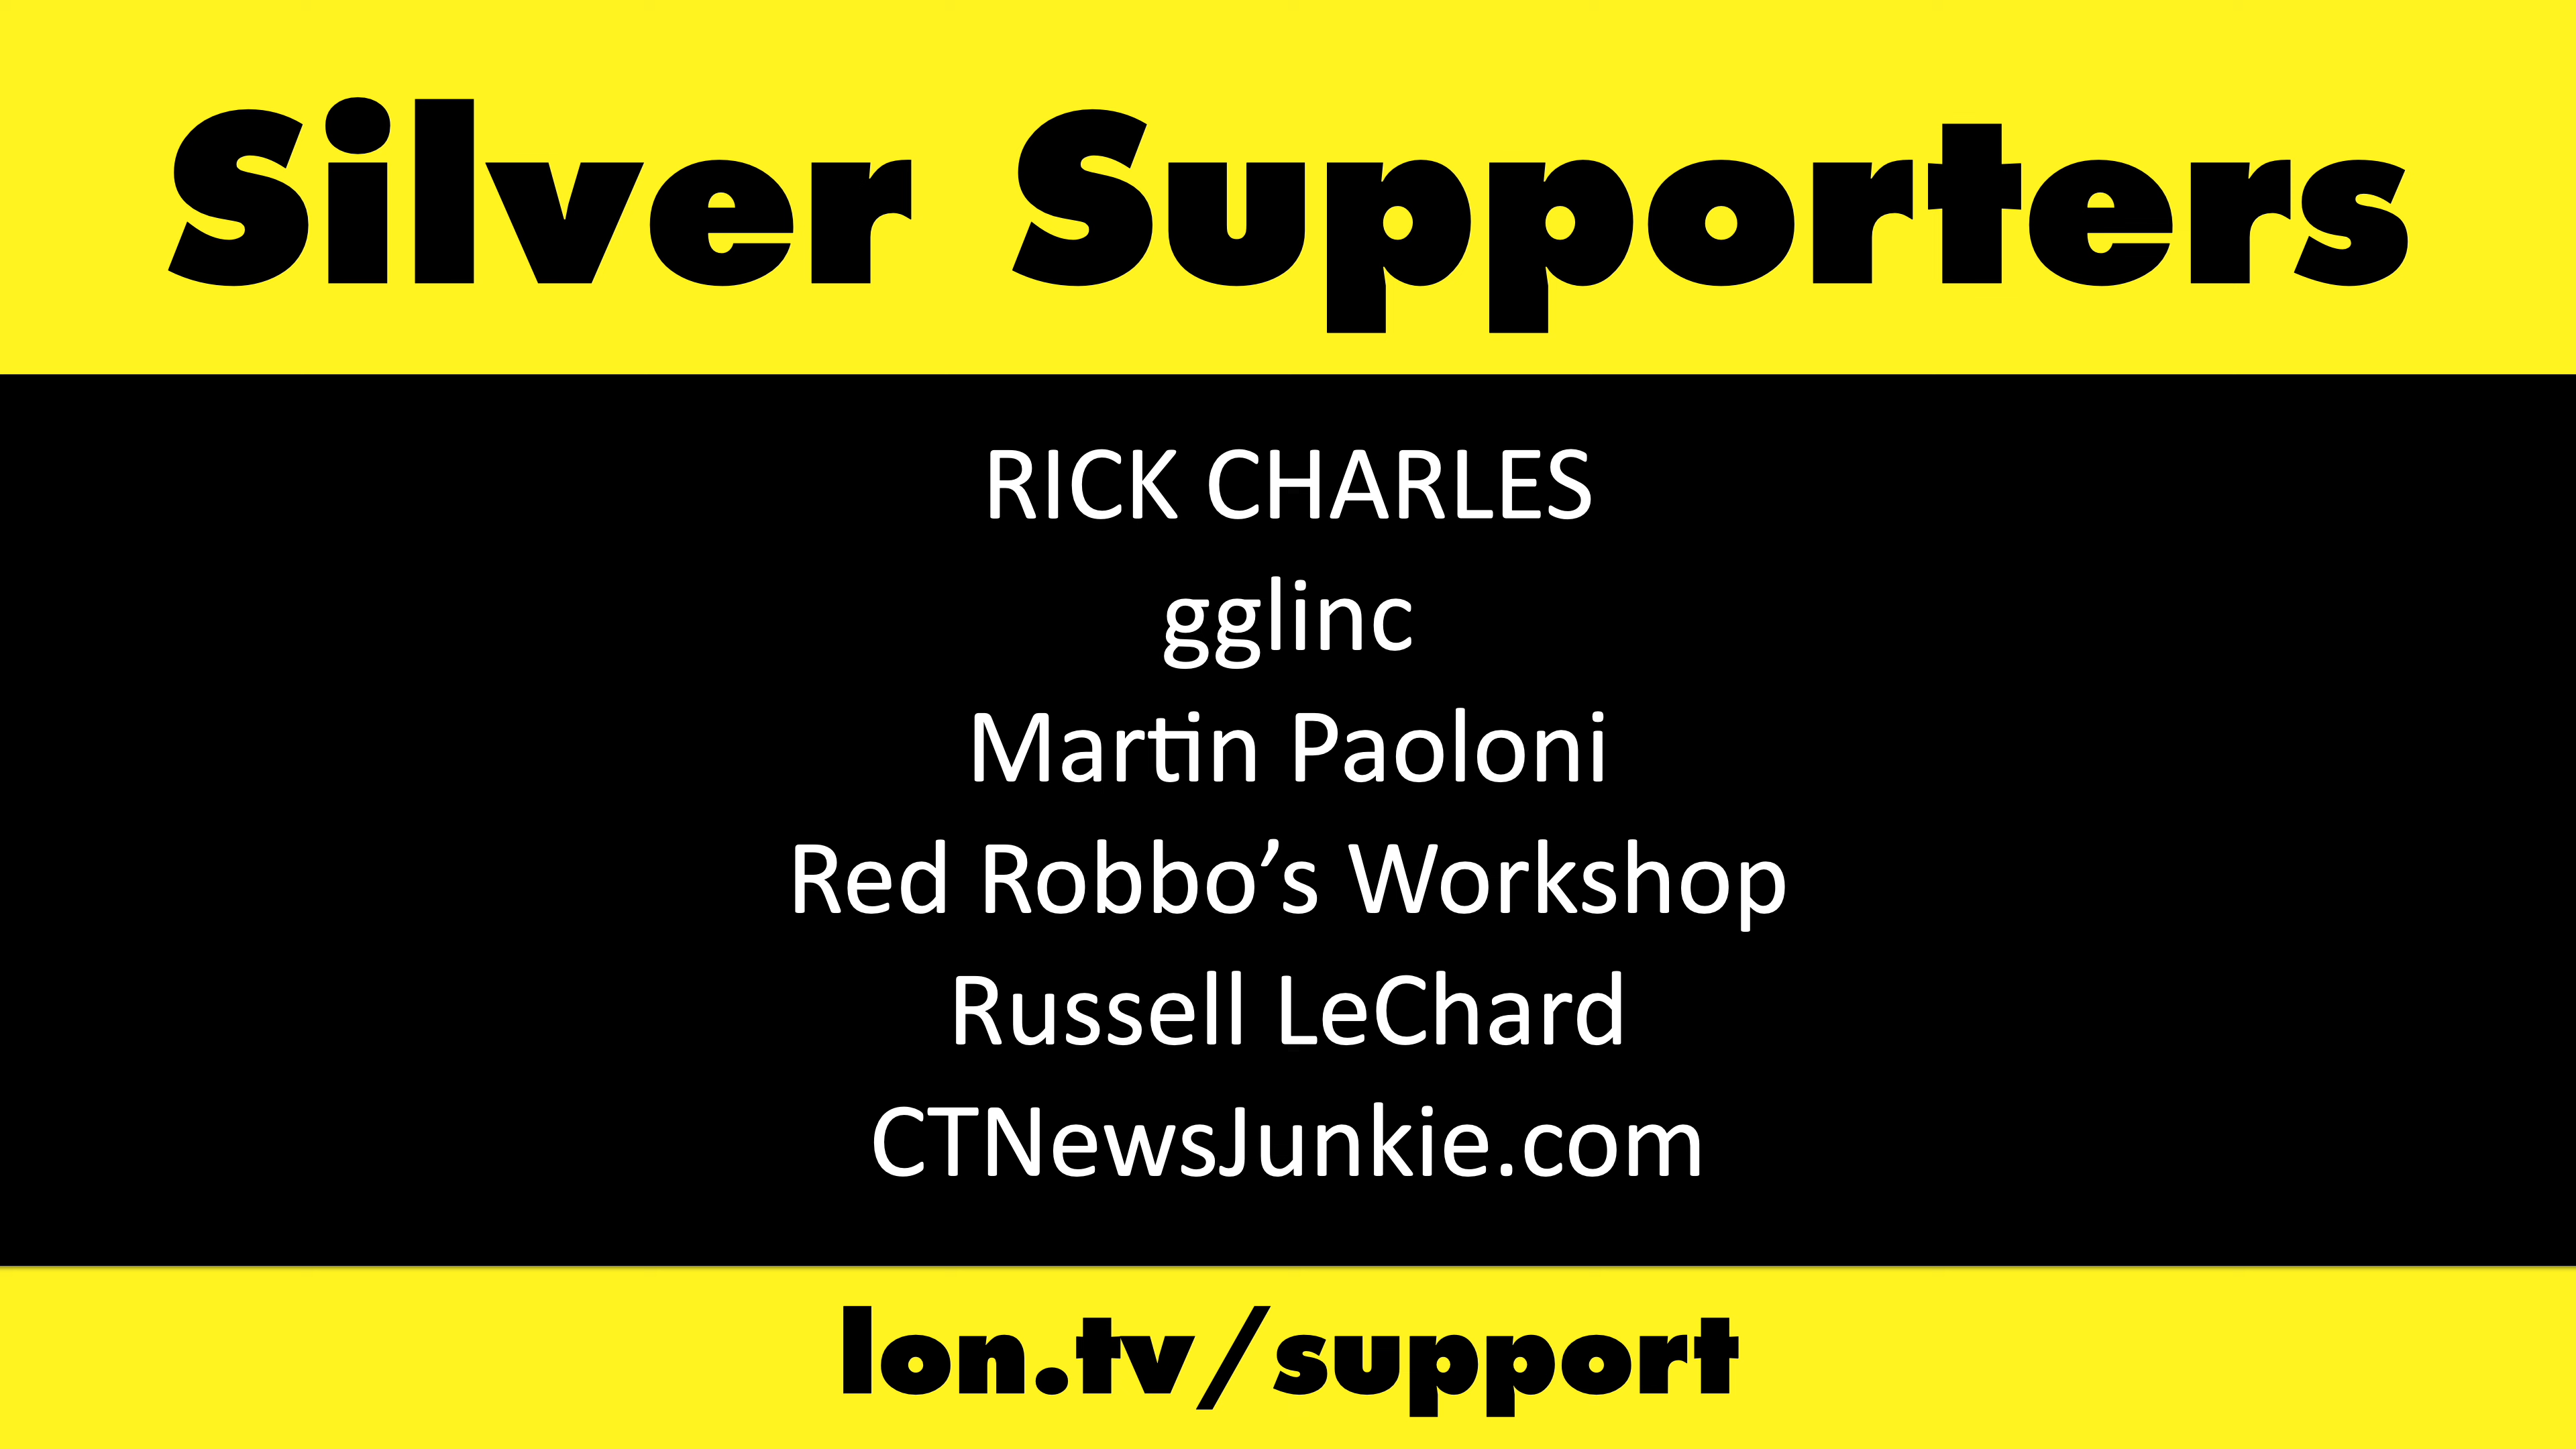 Silver Supporters
RICK CHARLES
gglinc
Martin Paoloni
Red Robbo’s Workshop
Russell LeChard
CTNewsJunkie.com
lon.tv/support